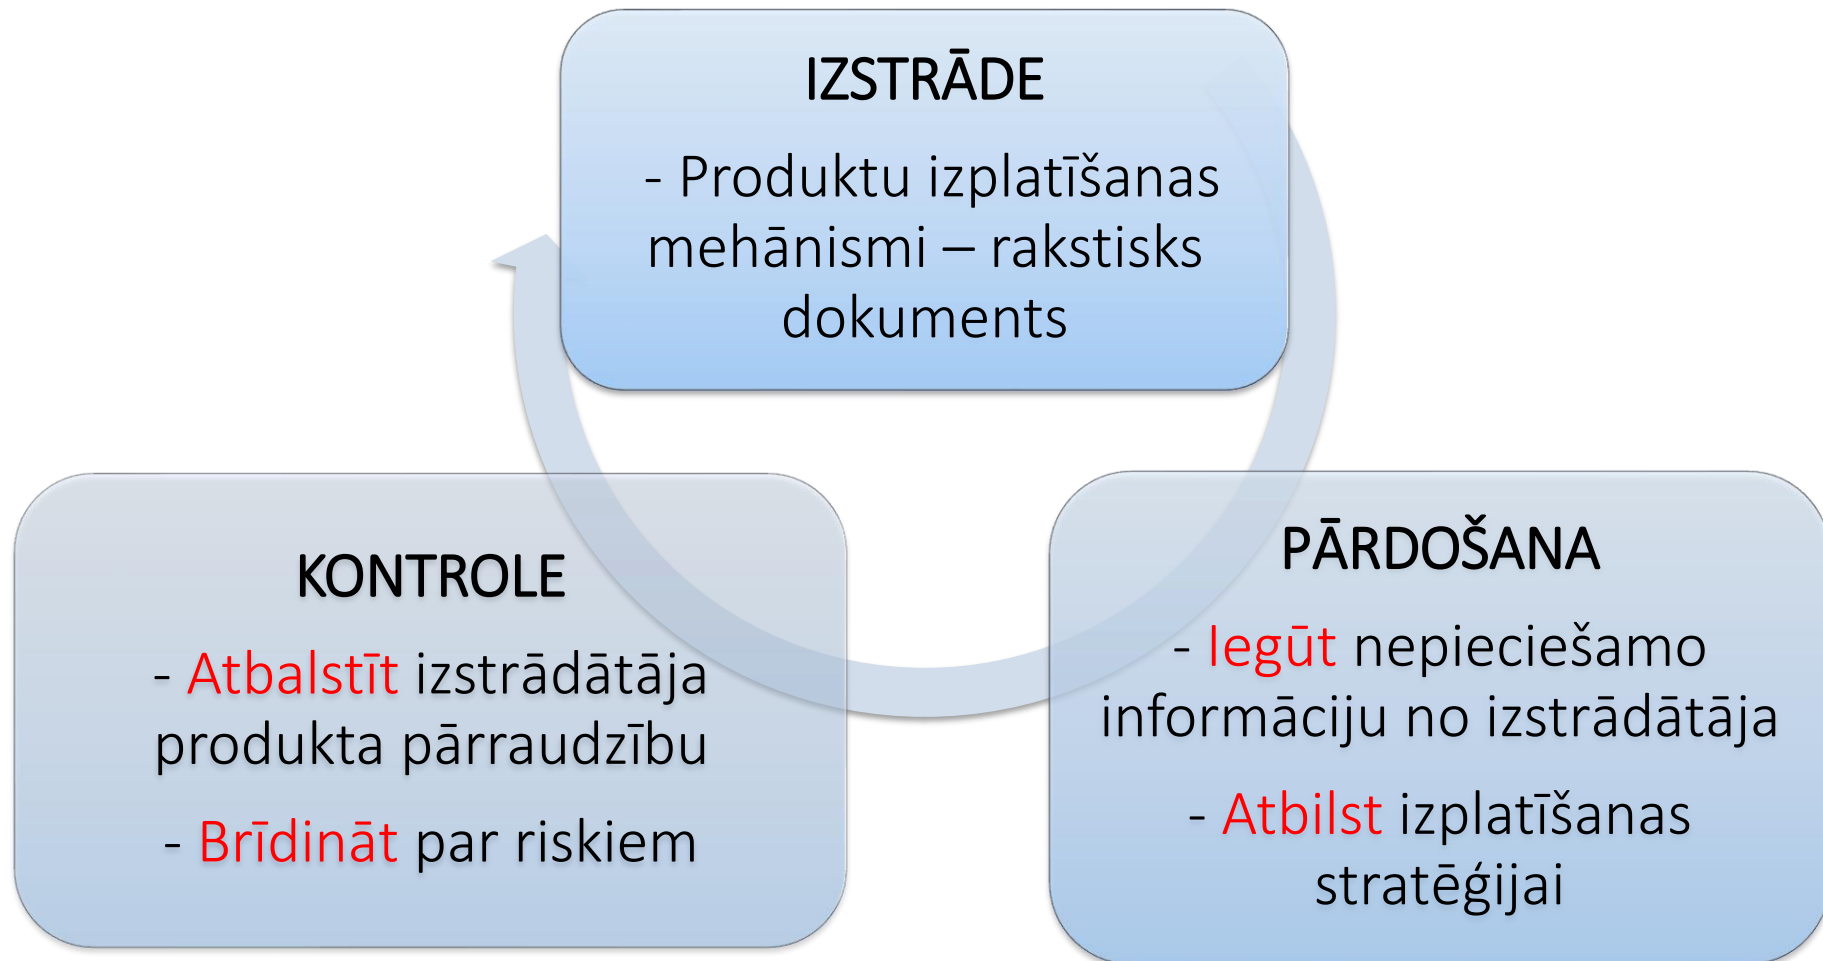 IZSTRĀDE
- Produktu izplatīšanas
mehānismi – rakstisks
dokuments
KONTROLE
- Atbalstīt izstrādātāja
produkta pārraudzību
- Brīdināt par riskiem
PĀRDOŠANA
- Iegūt nepieciešamo
informāciju no izstrādātāja
- Atbilst izplatīšanas
stratēģijai